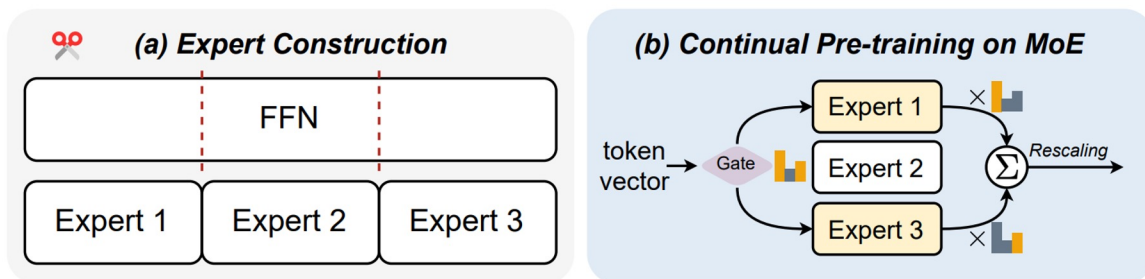 (a) Expert Construction
FFN
Expert 1
Expert 2
Expert 3
(b) Continual Pre-training on MoE
token
vector
Gate
Expert 1
Expert 2
Expert 3
×
×
Σ
Rescaling